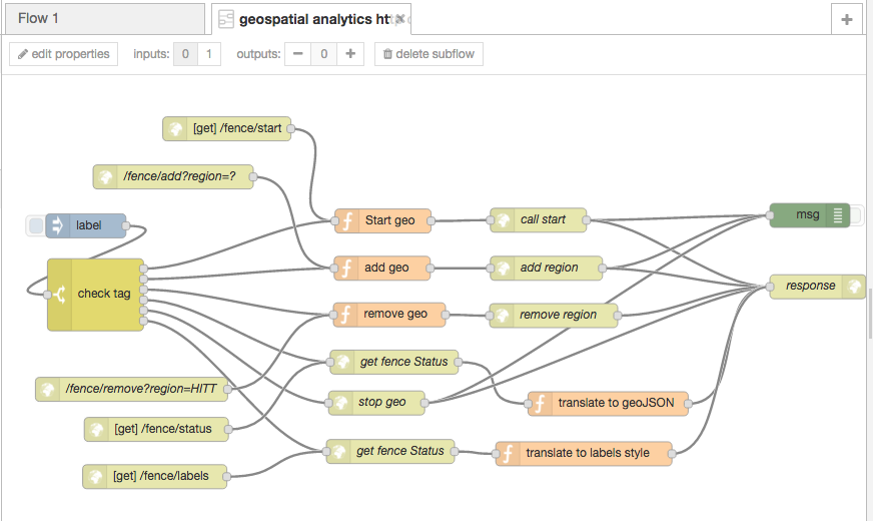 Flow 1
geospatial analytics ht
edit properties
inputs: 0 1
outputs: − 0 +
delete subflow
[get] /fence/start
/fence/add?region=?
label
check tag
Start geo
call start
msg
add geo
add region
response
remove geo
remove region
get fence Status
/fence/remove?region=HITT
stop geo
translate to geoJSON
[get] /fence/status
get fence Status
translate to labels style
[get] /fence/labels